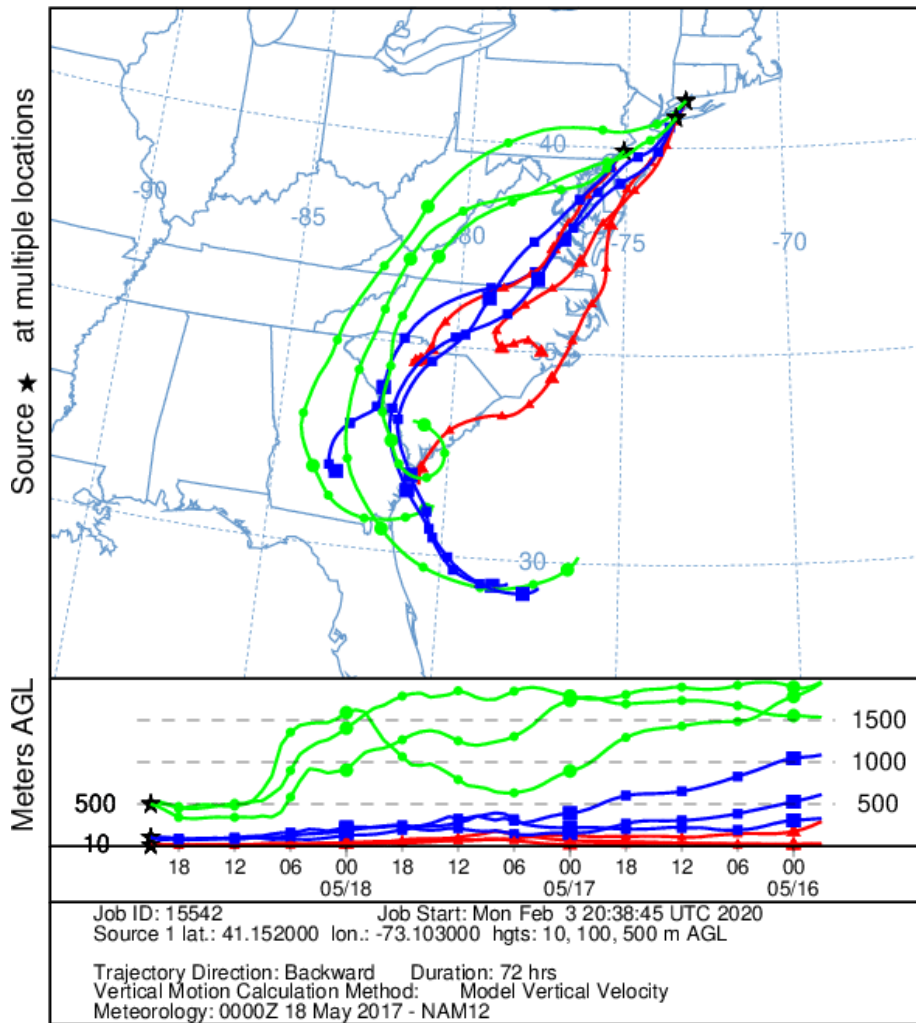 Source ★ at multiple locations
40
-90
-85
-80
-75
-70
35
30
Meters AGL
1500
1000
500
500
10
18 12 06 00 18 12 06 00 18 12 06 00
05/18 05/17 05/16
Job ID: 15542 Job Start: Mon Feb 3 20:38:45 UTC 2020
Source 1 lat.: 41.152000 lon.: -73.103000 hgts: 10, 100, 500 m AGL
Trajectory Direction: Backward Duration: 72 hrs
Vertical Motion Calculation Method: Model Vertical Velocity
Meteorology: 0000Z 18 May 2017 - NAM12